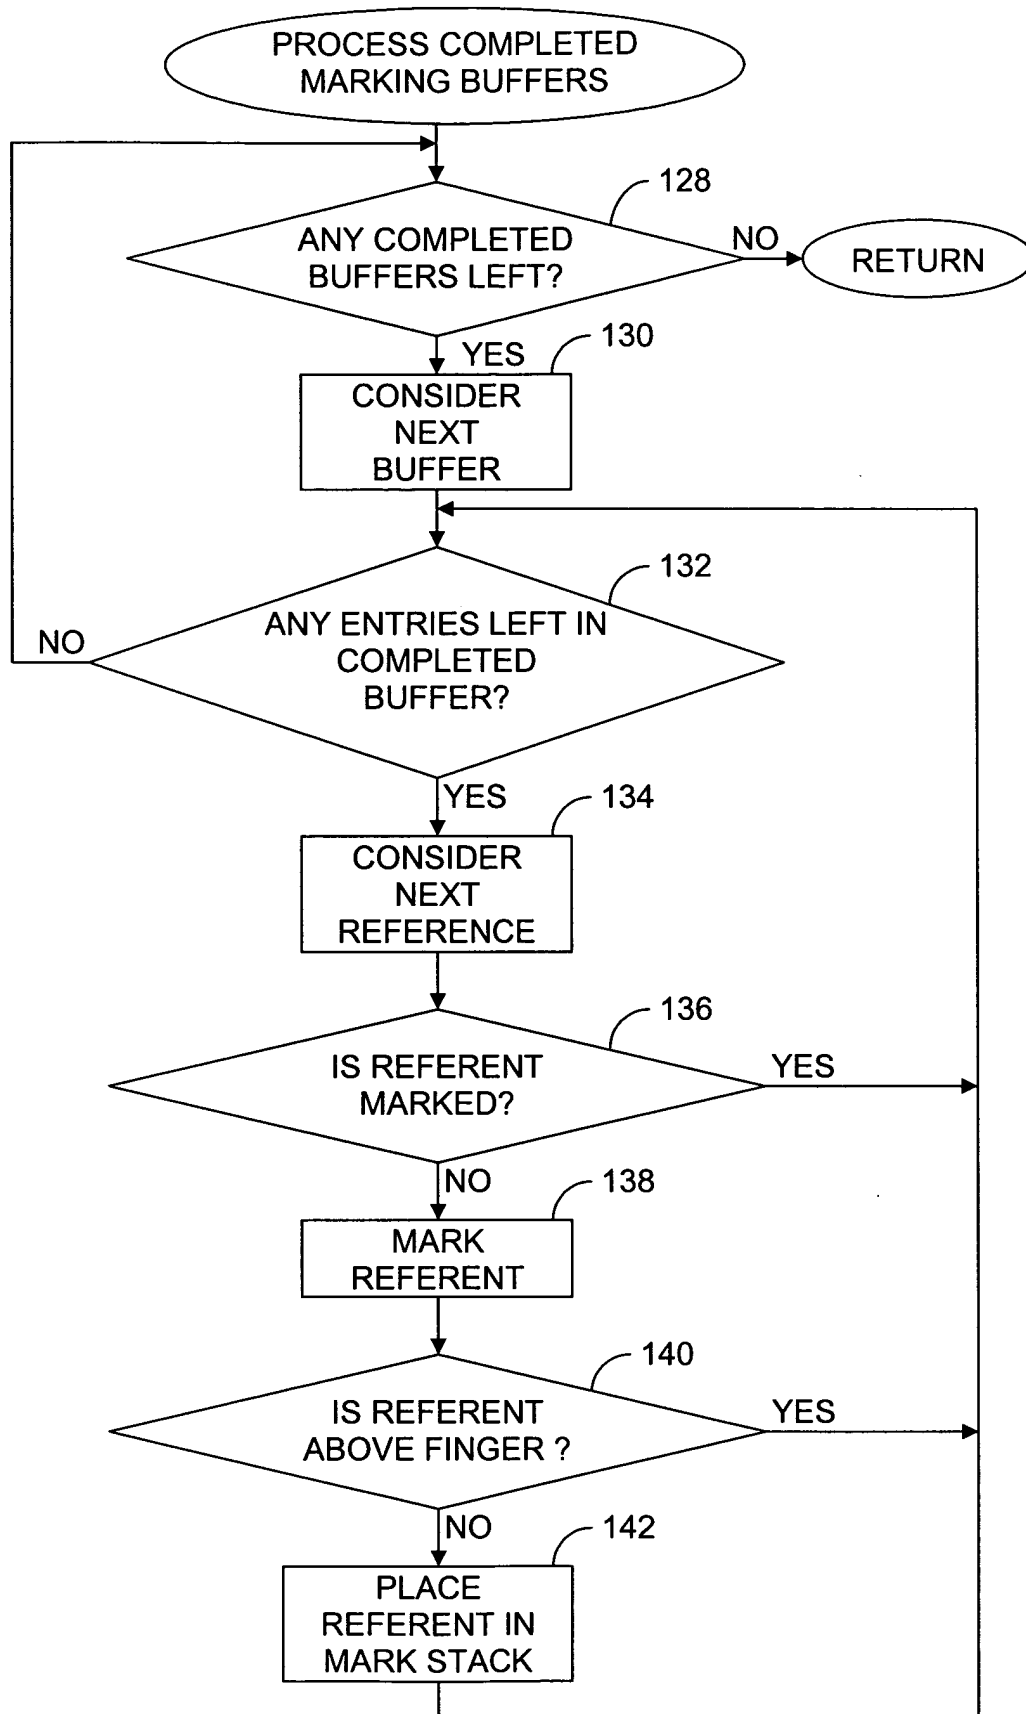 PROCESS COMPLETED
MARKING BUFFERS
128
ANY COMPLETED
BUFFERS LEFT?
NO
RETURN
YES
130
CONSIDER
NEXT
BUFFER
132
ANY ENTRIES LEFT IN
COMPLETED
BUFFER?
NO
YES
134
CONSIDER
NEXT
REFERENCE
136
IS REFERENT
MARKED?
YES
NO
138
MARK
REFERENT
140
IS REFERENT
ABOVE FINGER ?
YES
NO
142
PLACE
REFERENT IN
MARK STACK